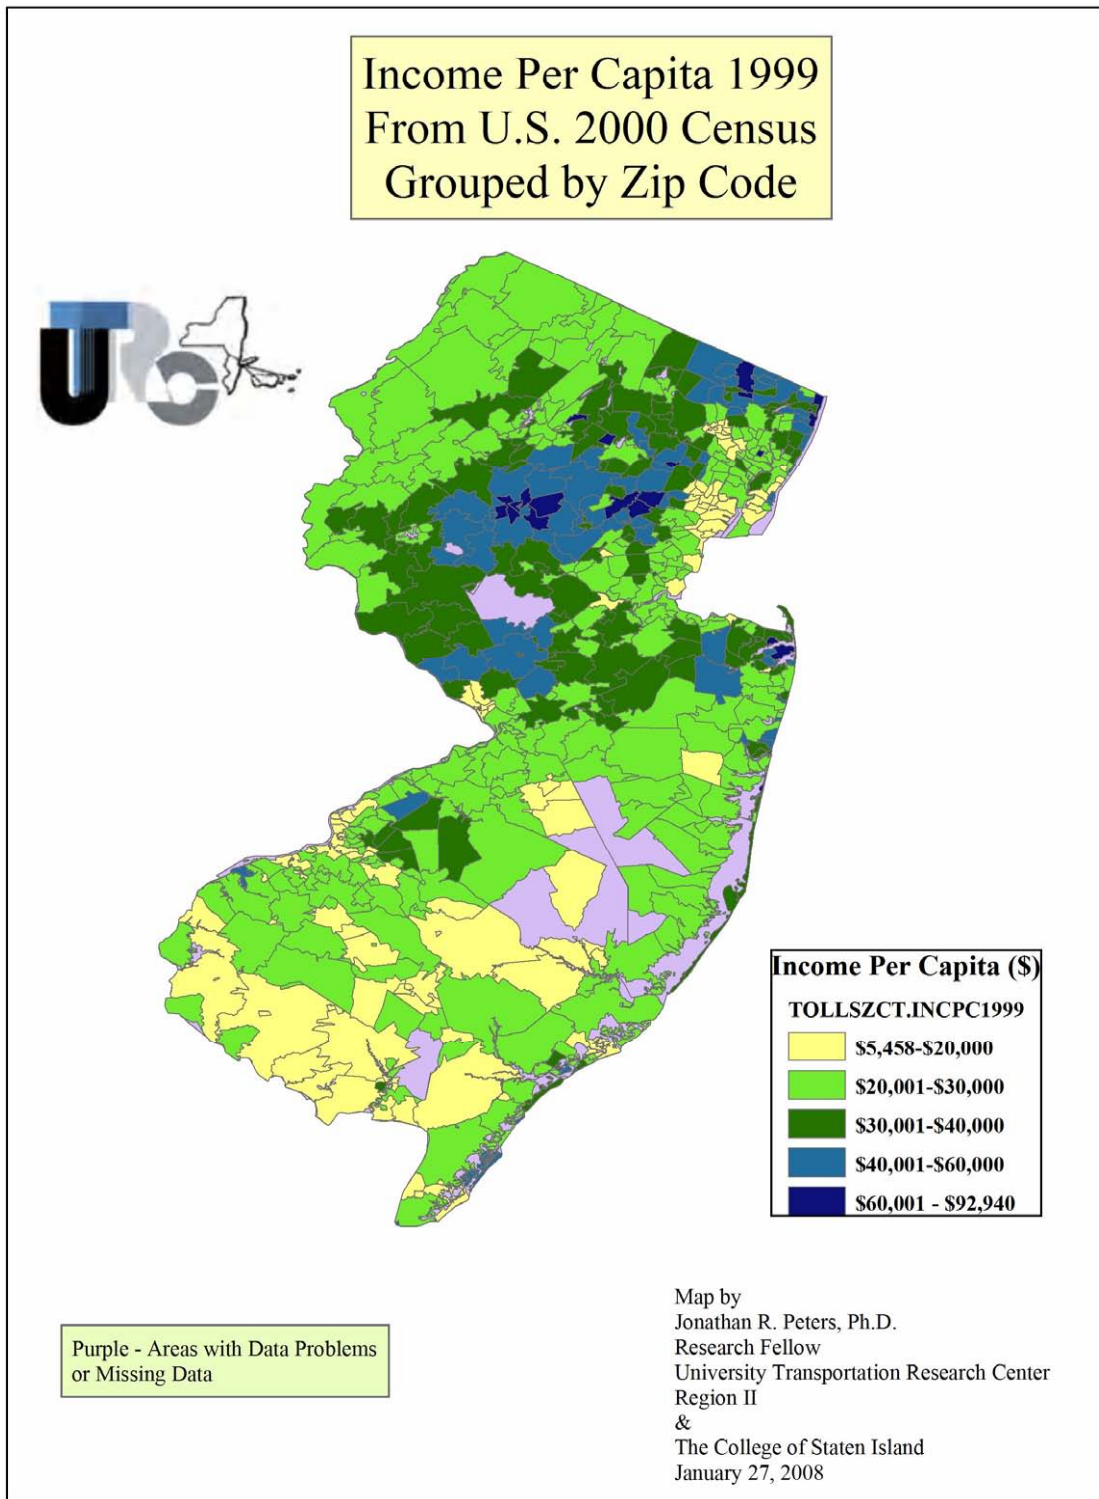 Income Per Capita 1999
From U.S. 2000 Census
Grouped by Zip Code
UTRC
Income Per Capita ($)
TOLLSZCT.INCPC1999
$5,458-$20,000
$20,001-$30,000
$30,001-$40,000
$40,001-$60,000
$60,001 - $92,940
Purple - Areas with Data Problems
or Missing Data
Map by
Jonathan R. Peters, Ph.D.
Research Fellow
University Transportation Research Center
Region II
&
The College of Staten Island
January 27, 2008